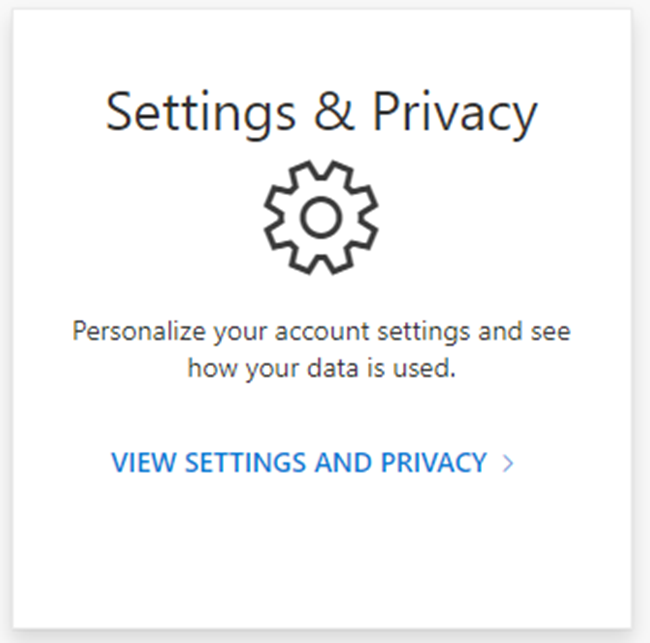 Settings & Privacy
Personalize your account settings and see
how your data is used.
VIEW SETTINGS AND PRIVACY >